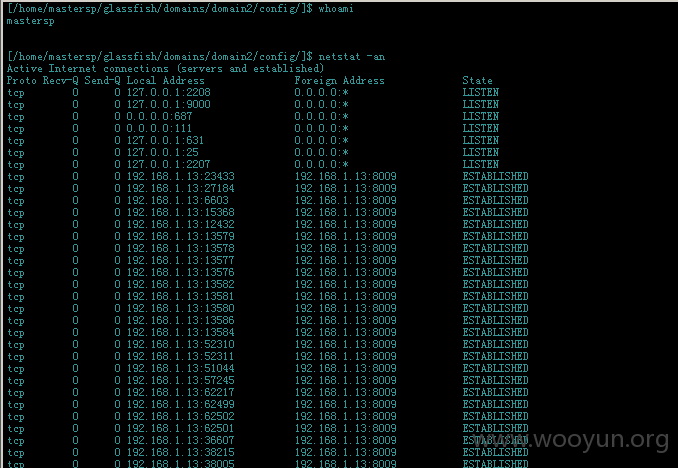 [/home/mastersp/glassfish/domains/domain2/config/]$ whoami
mastersp
[/home/mastersp/glassfish/domains/domain2/config/]$ netstat -an
Active Internet connections (servers and established)
Proto Recv-Q Send-Q Local Address Foreign Address State
tcp 0 0 127.0.0.1:2208 0.0.0.0:* LISTEN
tcp 0 0 127.0.0.1:9000 0.0.0.0:* LISTEN
tcp 0 0 0.0.0.0:687 0.0.0.0:* LISTEN
tcp 0 0 0.0.0.0:111 0.0.0.0:* LISTEN
tcp 0 0 127.0.0.1:631 0.0.0.0:* LISTEN
tcp 0 0 127.0.0.1:25 0.0.0.0:* LISTEN
tcp 0 0 127.0.0.1:2207 0.0.0.0:* LISTEN
tcp 0 0 192.168.1.13:23433 192.168.1.13:8009 ESTABLISHED
tcp 0 0 192.168.1.13:27184 192.168.1.13:8009 ESTABLISHED
tcp 0 0 192.168.1.13:6603 192.168.1.13:8009 ESTABLISHED
tcp 0 0 192.168.1.13:15368 192.168.1.13:8009 ESTABLISHED
tcp 0 0 192.168.1.13:12432 192.168.1.13:8009 ESTABLISHED
tcp 0 0 192.168.1.13:13579 192.168.1.13:8009 ESTABLISHED
tcp 0 0 192.168.1.13:13578 192.168.1.13:8009 ESTABLISHED
tcp 0 0 192.168.1.13:13577 192.168.1.13:8009 ESTABLISHED
tcp 0 0 192.168.1.13:13576 192.168.1.13:8009 ESTABLISHED
tcp 0 0 192.168.1.13:13582 192.168.1.13:8009 ESTABLISHED
tcp 0 0 192.168.1.13:13581 192.168.1.13:8009 ESTABLISHED
tcp 0 0 192.168.1.13:13580 192.168.1.13:8009 ESTABLISHED
tcp 0 0 192.168.1.13:13586 192.168.1.13:8009 ESTABLISHED
tcp 0 0 192.168.1.13:13584 192.168.1.13:8009 ESTABLISHED
tcp 0 0 192.168.1.13:52310 192.168.1.13:8009 ESTABLISHED
tcp 0 0 192.168.1.13:52311 192.168.1.13:8009 ESTABLISHED
tcp 0 0 192.168.1.13:51044 192.168.1.13:8009 ESTABLISHED
tcp 0 0 192.168.1.13:57245 192.168.1.13:8009 ESTABLISHED
tcp 0 0 192.168.1.13:62217 192.168.1.13:8009 ESTABLISHED
tcp 0 0 192.168.1.13:62499 192.168.1.13:8009 ESTABLISHED
tcp 0 0 192.168.1.13:62502 192.168.1.13:8009 ESTABLISHED
tcp 0 0 192.168.1.13:62501 192.168.1.13:8009 ESTABLISHED
tcp 0 0 192.168.1.13:36607 192.168.1.13:8009 ESTABLISHED
tcp 0 0 192.168.1.13:38215 192.168.1.13:8009 ESTABLISHED
tcp 0 0 192.168.1.13:38005 192.168.1.13:8009 ESTABLISHED
www.wooyun.org